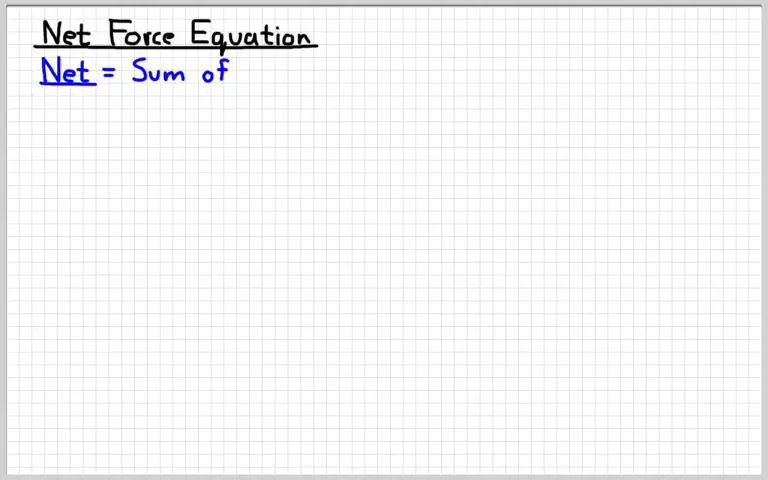 Net Force Equation
Net = Sum of